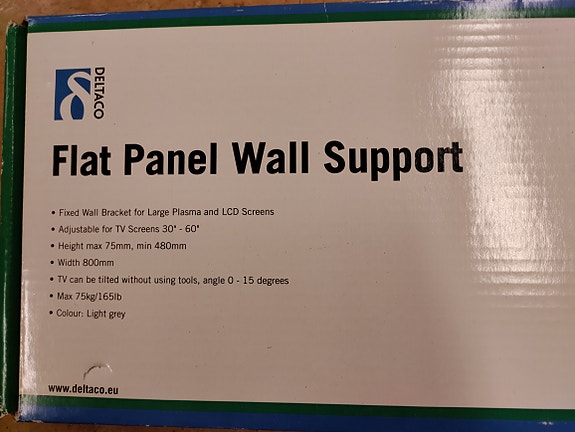 DELTACO
Flat Panel Wall Support
• Fixed Wall Bracket for Large Plasma and LCD Screens
• Adjustable for TV Screens 30" - 60"
• Height max 75mm, min 480mm
• Width 800mm
• TV can be tilted without using tools, angle 0 - 15 degrees
• Max 75kg/165lb
• Colour: Light grey
www.deltaco.eu